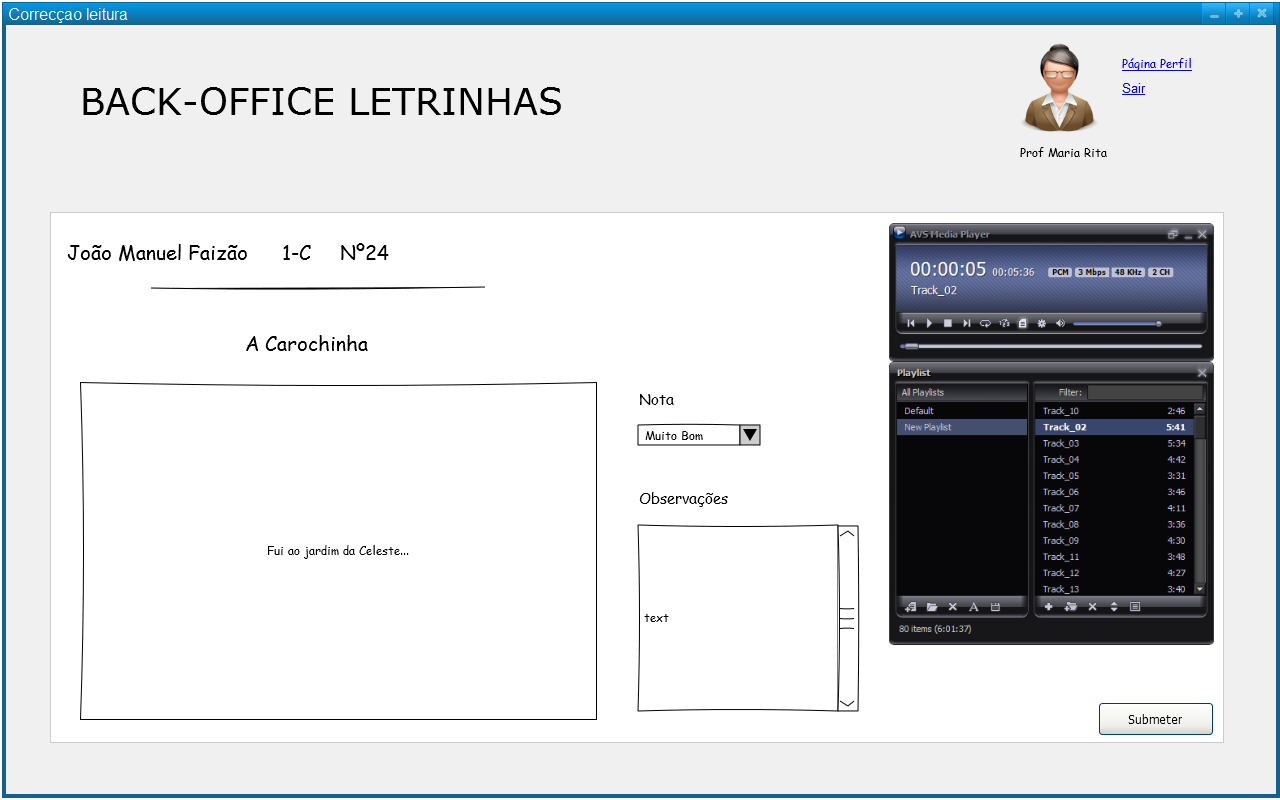 Correcçao leitura
BACK-OFFICE LETRINHAS
Página Perfil
Sair
Prof Maria Rita
João Manuel Faizão 1-C Nº24
A Carochinha
Fui ao jardim da Celeste...
Nota
Muito Bom
Observações
text
AVS Media Player
00:00:05 00:05:36 PCM 3 Mbps 48 KHz 2 CH
Track_02
Playlist
All Playlists
Default
New Playlist
Filter:
Track_10 2:46
Track_02 5:41
Track_03 5:34
Track_04 4:42
Track_05 3:31
Track_06 3:46
Track_07 4:11
Track_08 3:36
Track_09 4:30
Track_11 3:48
Track_12 4:27
Track_13 3:40
80 items (6:01:37)
Submeter